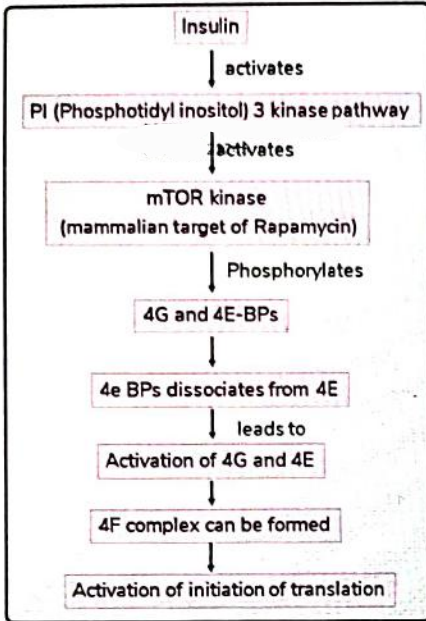 Insulin
activates
PI (Phosphotidyl inositol) 3 kinase pathway
activates
mTOR kinase
(mammalian target of Rapamycin)
Phosphorylates
4G and 4E-BPs
4e BPs dissociates from 4E
leads to
Activation of 4G and 4E
4F complex can be formed
Activation of initiation of translation